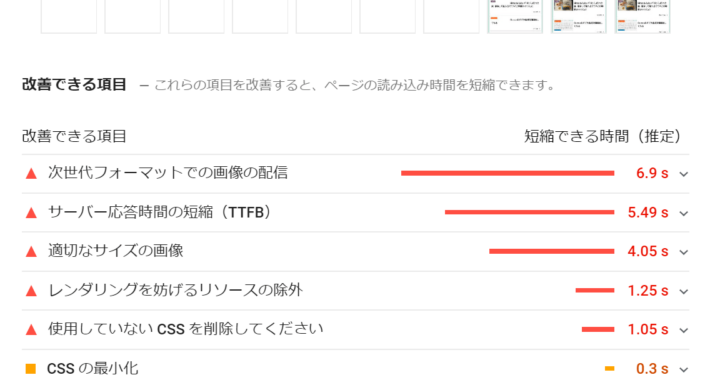 改善できる項目 — これらの項目を改善すると、ページの読み込み時間を短縮できます。
改善できる項目 短縮できる時間（推定）
次世代フォーマットでの画像の配信 6.9 s
サーバー応答時間の短縮（TTFB） 5.49 s
適切なサイズの画像 4.05 s
レンダリングを妨げるリソースの除外 1.25 s
使用していない CSS を削除してください 1.05 s
CSS の最小化 0.3 s